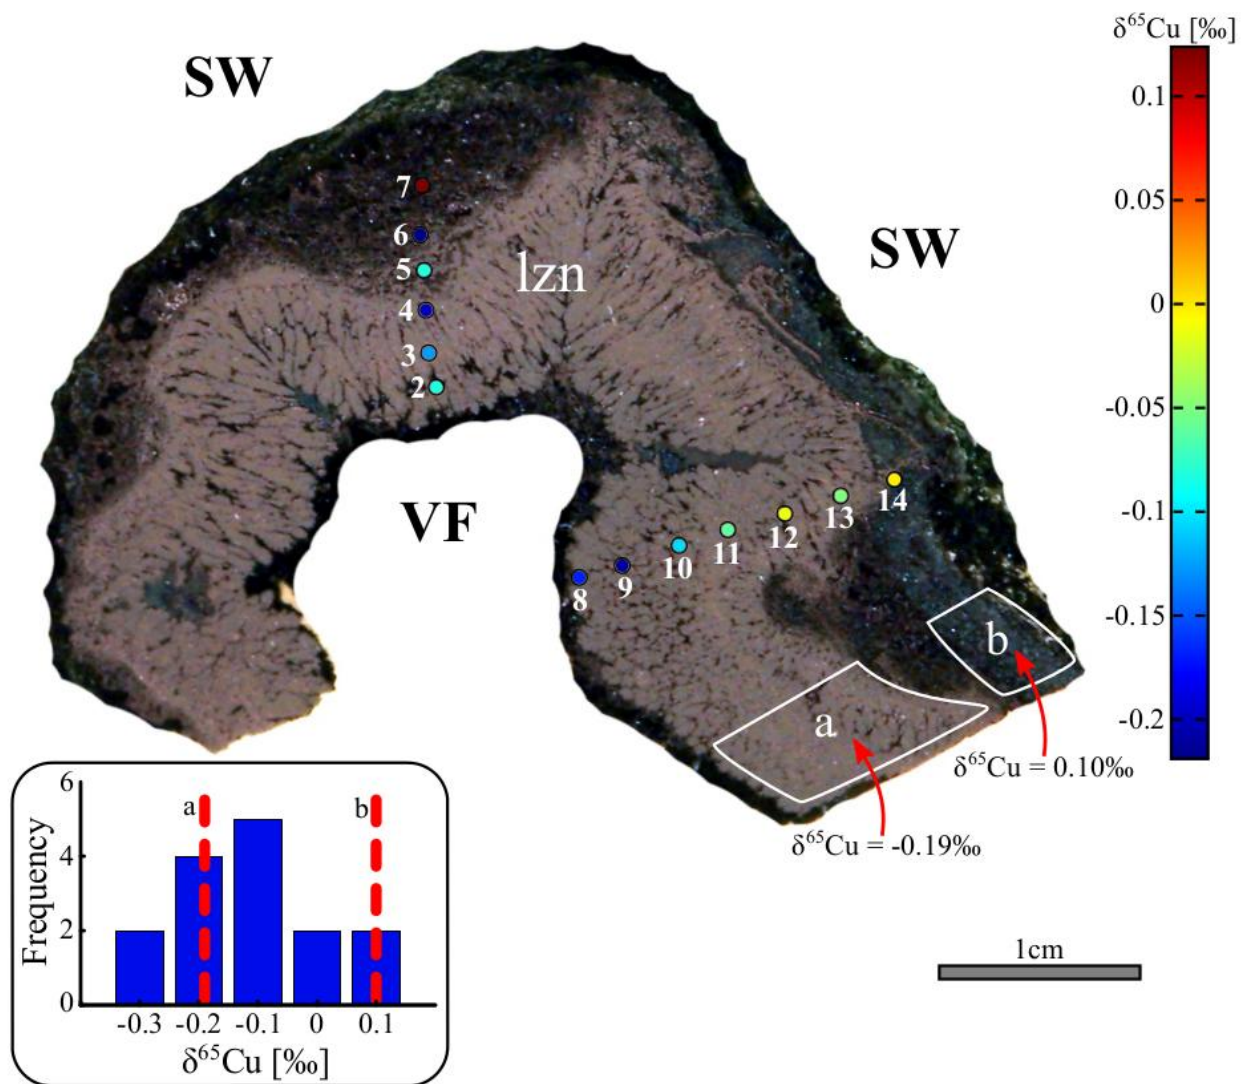 δ⁶⁵Cu [‰]
SW
0.1
7
0.05
6
SW
5
lzn
4
0
3
2
-0.05
14
13
VF
12
11
-0.1
10
9
8
-0.15
b
a
-0.2
δ⁶⁵Cu = 0.10‰
δ⁶⁵Cu = -0.19‰
6
a
b
4
Frequency
2
0
-0.3 -0.2 -0.1 0 0.1
δ⁶⁵Cu [‰]
1cm